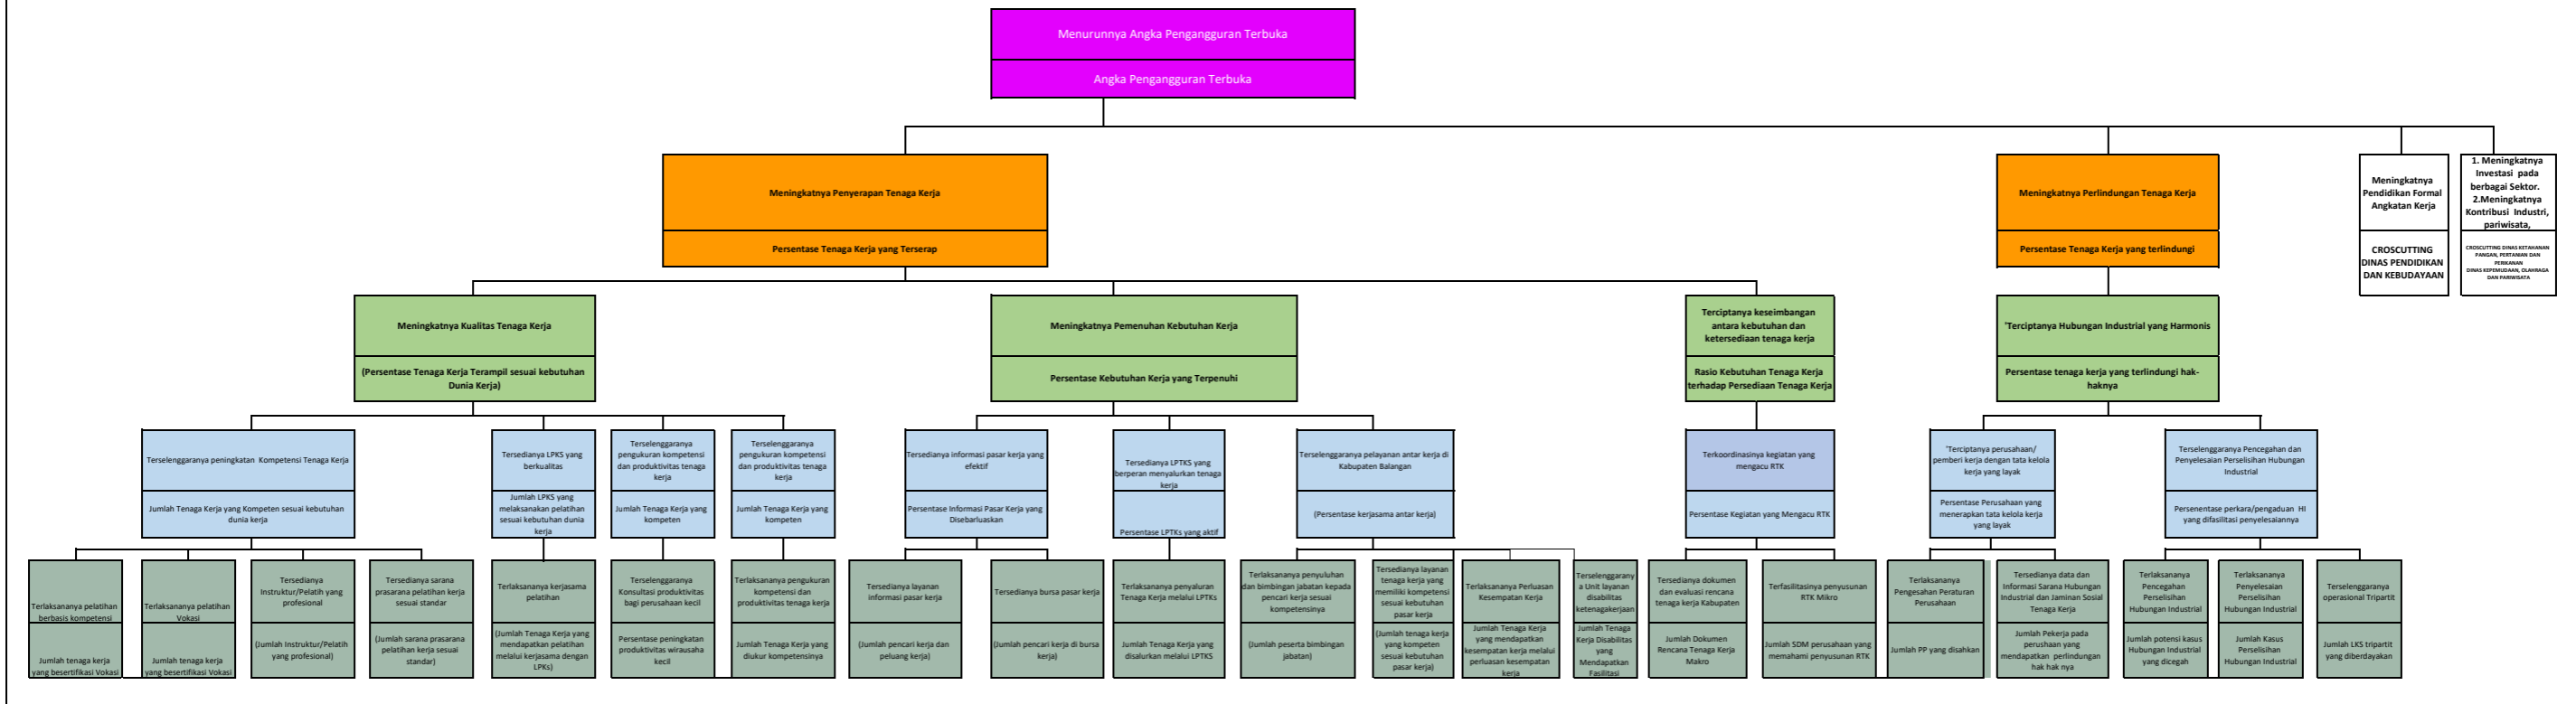 Menurunnya Angka Pengangguran Terbuka
Angka Pengangguran Terbuka
Meningkatnya Penyerapan Tenaga Kerja
Persentase Tenaga Kerja yang Terserap
Meningkatnya Perlindungan Tenaga Kerja
Persentase Tenaga Kerja yang terlindungi
Meningkatnya
Pendidikan Formal
Angkatan Kerja
CROSCUTTING
DINAS PENDIDIKAN
DAN KEBUDAYAAN
1. Meningkatnya
Investasi pada
berbagai Sektor.
2.Meningkatnya
Kontribusi Industri,
pariwisata,
CROSCUTTING DINAS KETAHANAN
PANGAN, PERTANIAN DAN
PERIKANAN
DINAS KEPEMUDAAN, OLAHRAGA
DAN PARIWISATA
Meningkatnya Kualitas Tenaga Kerja
(Persentase Tenaga Kerja Terampil sesuai kebutuhan
Dunia Kerja)
Meningkatnya Pemenuhan Kebutuhan Kerja
Persentase Kebutuhan Kerja yang Terpenuhi
Terciptanya keseimbangan
antara kebutuhan dan
ketersediaan tenaga kerja
Rasio Kebutuhan Tenaga Kerja
terhadap Persediaan Tenaga Kerja
'Terciptanya Hubungan Industrial yang Harmonis
Persentase tenaga kerja yang terlindungi hak-
haknya
Terselenggaranya peningkatan Kompetensi Tenaga Kerja
Jumlah Tenaga Kerja yang Kompeten sesuai kebutuhan
dunia kerja
Tersedianya LPKS yang
berkualitas
Jumlah LPKS yang
melaksanakan pelatihan
sesuai kebutuhan dunia
kerja
Terselenggaranya
pengukuran kompetensi
dan produktivitas tenaga
kerja
Jumlah Tenaga Kerja yang
kompeten
Terselenggaranya
pengukuran kompetensi
dan produktivitas tenaga
kerja
Jumlah Tenaga Kerja yang
kompeten
Tersedianya informasi pasar kerja yang
efektif
Persentase Informasi Pasar Kerja yang
Disebarluaskan
Tersedianya LPTKS yang
berperan menyalurkan tenaga
kerja
Persentase LPTKs yang aktif
Terselenggaranya pelayanan antar kerja di
Kabupaten Balangan
(Persentase kerjasama antar kerja)
Terkoordinasinya kegiatan yang
mengacu RTK
Persentase Kegiatan yang Mengacu RTK
'Terciptanya perusahaan/
pemberi kerja dengan tata kelola
kerja yang layak
Persentase Perusahaan yang
menerapkan tata kelola kerja
yang layak
Terselenggaranya Pencegahan dan
Penyelesaian Perselisihan Hubungan
Industrial
Persenentase perkara/pengaduan HI
yang difasilitasi penyelesaiannya
Terlaksananya pelatihan
berbasis kompetensi
Jumlah tenaga kerja
yang besertifikasi Vokasi
Terlaksananya pelatihan
Vokasi
Jumlah tenaga kerja
yang besertifikasi Vokasi
Tersedianya
Instruktur/Pelatih yang
profesional
(Jumlah Instruktur/Pelatih
yang profesional)
Tersedianya sarana
prasarana pelatihan kerja
sesuai standar
(Jumlah sarana prasarana
pelatihan kerja sesuai
standar)
Terlaksananya kerjasama
pelatihan
(Jumlah Tenaga Kerja yang
mendapatkan pelatihan
melalui kerjasama dengan
LPKs)
Terselenggaranya
Konsultasi produktivitas
bagi perusahaan kecil
Persentase peningkatan
produktivitas wirausaha
kecil
Terlaksananya pengukuran
kompetensi dan
produktivitas tenaga kerja
Jumlah Tenaga Kerja yang
diukur kompetensinya
Tersedianya layanan
informasi pasar kerja
(Jumlah pencari kerja dan
peluang kerja)
Tersedianya bursa pasar kerja
(Jumlah pencari kerja di bursa
kerja)
Terlaksananya penyaluran
Tenaga Kerja melalui LPTKs
Jumlah Tenaga Kerja yang
disalurkan melalui LPTKS
Terlaksananya penyuluhan
dan bimbingan jabatan kepada
pencari kerja sesuai
kompetensinya
(Jumlah peserta bimbingan
jabatan)
Tersedianya layanan
tenaga kerja yang
memiliki kompetensi
sesuai kebutuhan
pasar kerja
(Jumlah tenaga kerja
yang kompeten
sesuai kebutuhan
pasar kerja)
Terlaksananya Perluasan
Kesempatan Kerja
Jumlah Tenaga Kerja
yang mendapatkan
kesempatan kerja melalui
perluasan kesempatan
kerja
Terselenggarany
a Unit layanan
disabilitas
ketenagakerjaan
Jumlah Tenaga
Kerja Disabilitas
yang
Mendapatkan
Fasilitasi
Tersedianya dokumen
dan evaluasi rencana
tenaga kerja Kabupaten
Jumlah Dokumen
Rencana Tenaga Kerja
Makro
Terfasilitasinya penyusunan
RTK Mikro
Jumlah SDM perusahaan yang
memahami penyusunan RTK
Terlaksananya
Pengesahan Peraturan
Perusahaan
Jumlah PP yang disahkan
Tersedianya data dan
Informasi Sarana Hubungan
Industrial dan Jaminan Sosial
Tenaga Kerja
Jumlah Pekerja pada
perushaan yang
mendapatkan perlindungan
hak hak nya
Terlaksananya
Pencegahan
Perselisihan
Hubungan Industrial
Jumlah potensi kasus
Hubungan Industrial
yang dicegah
Terlaksananya
Penyelesaian
Perselisihan
Hubungan Industrial
Jumlah Kasus
Perselisihan
Hubungan Industrial
Terselenggaranya
operasional Tripartit
Jumlah LKS tripartit
yang diberdayakan